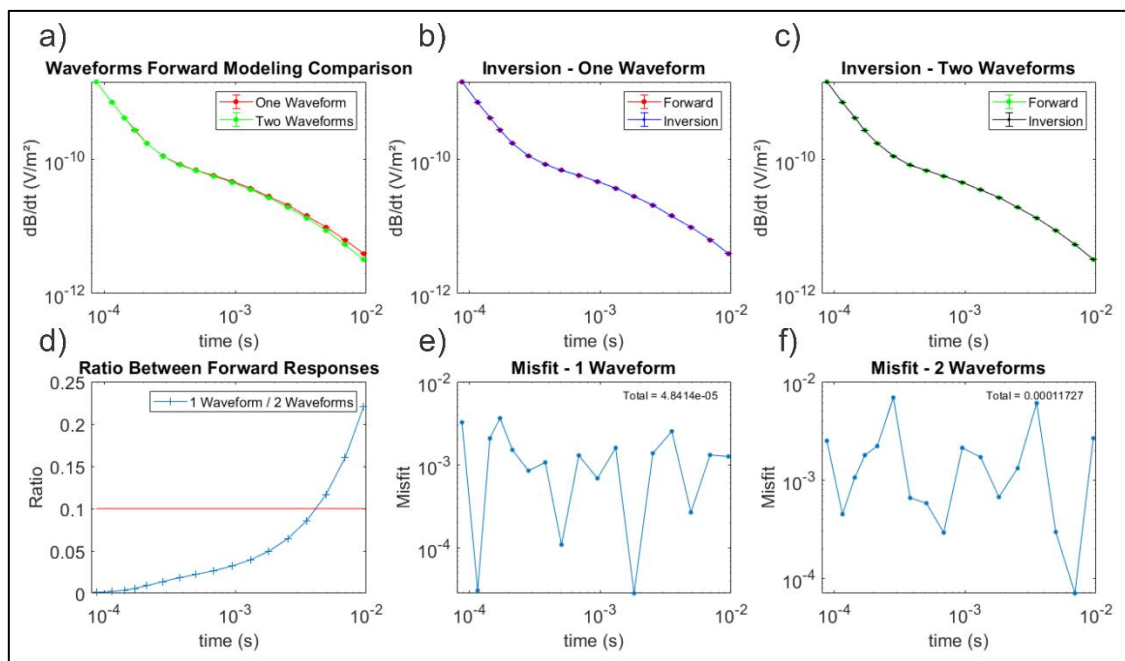 a)
Waveforms Forward Modeling Comparison
One Waveform
Two Waveforms
dB/dt (V/m²)
10⁻¹⁰
10⁻¹²
10⁻⁴
10⁻³
10⁻²
time (s)
b)
Inversion - One Waveform
Forward
Inversion
dB/dt (V/m²)
10⁻¹⁰
10⁻¹²
10⁻⁴
10⁻³
10⁻²
time (s)
c)
Inversion - Two Waveforms
Forward
Inversion
dB/dt (V/m²)
10⁻¹⁰
10⁻¹²
10⁻⁴
10⁻³
10⁻²
time (s)
d)
Ratio Between Forward Responses
1 Waveform / 2 Waveforms
Ratio
0.25
0.2
0.15
0.1
0.05
0
10⁻⁴
10⁻³
10⁻²
time (s)
e)
Misfit - 1 Waveform
Total = 4.8414e-05
Misfit
10⁻²
10⁻³
10⁻⁴
10⁻⁴
10⁻³
10⁻²
time (s)
f)
Misfit - 2 Waveforms
Total = 0.00011727
Misfit
10⁻²
10⁻³
10⁻⁴
10⁻⁴
10⁻³
10⁻²
time (s)